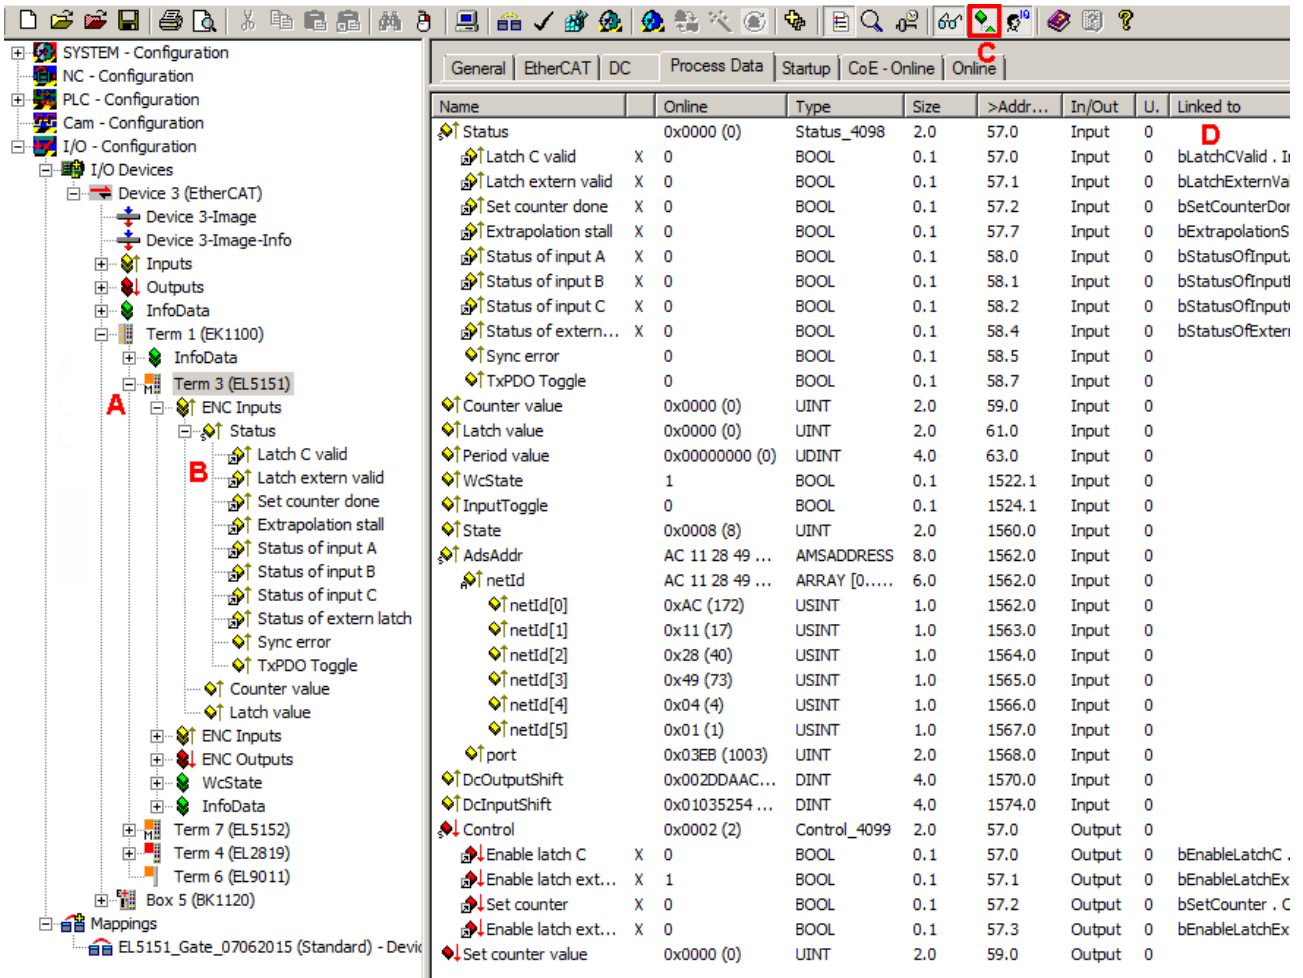 C
SYSTEM - Configuration
NC - Configuration
PLC - Configuration
Cam - Configuration
I/O - Configuration
I/O Devices
Device 3 (EtherCAT)
Device 3-Image
Device 3-Image-Info
Inputs
Outputs
InfoData
Term 1 (EK1100)
InfoData
Term 3 (EL5151)
A
ENC Inputs
Status
B
Latch C valid
Latch extern valid
Set counter done
Extrapolation stall
Status of input A
Status of input B
Status of input C
Status of extern latch
Sync error
TxPDO Toggle
Counter value
Latch value
ENC Inputs
ENC Outputs
WcState
InfoData
Term 7 (EL5152)
Term 4 (EL2819)
Term 6 (EL9011)
Box 5 (BK1120)
Mappings
EL5151_Gate_07062015 (Standard) - Devic
General EtherCAT DC Process Data Startup CoE - Online Online
Name Online Type Size >Addr... In/Out U. Linked to
Status 0x0000 (0) Status_4098 2.0 57.0 Input 0 D
Latch C valid X 0 BOOL 0.1 57.0 Input 0 bLatchCValid . I
Latch extern valid X 0 BOOL 0.1 57.1 Input 0 bLatchExternVal
Set counter done X 0 BOOL 0.1 57.2 Input 0 bSetCounterDon
Extrapolation stall X 0 BOOL 0.1 57.7 Input 0 bExtrapolationS
Status of input A X 0 BOOL 0.1 58.0 Input 0 bStatusOfInputA
Status of input B X 0 BOOL 0.1 58.1 Input 0 bStatusOfInputB
Status of input C X 0 BOOL 0.1 58.2 Input 0 bStatusOfInputC
Status of extern... X 0 BOOL 0.1 58.4 Input 0 bStatusOfExtern
Sync error 0 BOOL 0.1 58.5 Input 0
TxPDO Toggle 0 BOOL 0.1 58.7 Input 0
Counter value 0x0000 (0) UINT 2.0 59.0 Input 0
Latch value 0x0000 (0) UINT 2.0 61.0 Input 0
Period value 0x00000000 (0) UDINT 4.0 63.0 Input 0
WcState 1 BOOL 0.1 1522.1 Input 0
InputToggle 0 BOOL 0.1 1524.1 Input 0
State 0x0008 (8) UINT 2.0 1560.0 Input 0
AdsAddr AC 11 28 49 ... AMSADDRESS 8.0 1562.0 Input 0
netId AC 11 28 49 ... ARRAY [0..... 6.0 1562.0 Input 0
netId[0] 0xAC (172) USINT 1.0 1562.0 Input 0
netId[1] 0x11 (17) USINT 1.0 1563.0 Input 0
netId[2] 0x28 (40) USINT 1.0 1564.0 Input 0
netId[3] 0x49 (73) USINT 1.0 1565.0 Input 0
netId[4] 0x04 (4) USINT 1.0 1566.0 Input 0
netId[5] 0x01 (1) USINT 1.0 1567.0 Input 0
port 0x03EB (1003) UINT 2.0 1568.0 Input 0
DcOutputShift 0x002DDAAC... DINT 4.0 1570.0 Input 0
DcInputShift 0x01035254 ... DINT 4.0 1574.0 Input 0
Control 0x0002 (2) Control_4099 2.0 57.0 Output 0
Enable latch C X 0 BOOL 0.1 57.0 Output 0 bEnableLatchC .
Enable latch ext... X 1 BOOL 0.1 57.1 Output 0 bEnableLatchEx
Set counter X 0 BOOL 0.1 57.2 Output 0 bSetCounter . O
Enable latch ext... X 0 BOOL 0.1 57.3 Output 0 bEnableLatchEx
Set counter value 0x0000 (0) UINT 2.0 59.0 Output 0